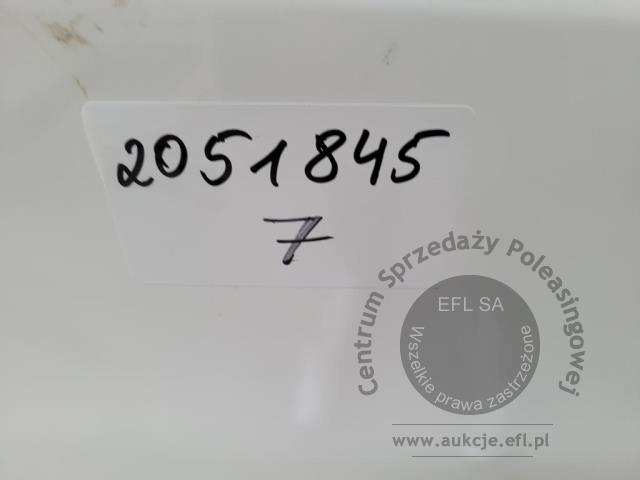 2051845
7
Centrum Sprzedaży Poleasingowej
EFL SA
Wszelkie prawa zastrzeżone
www.aukcje.efl.pl